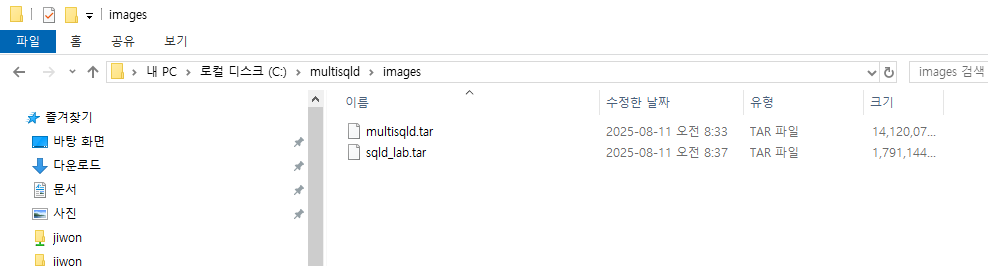 images
파일 홈 공유 보기
내 PC 로컬 디스크 (C:) multisqld images images 검색
이름 수정한 날짜 유형 크기
즐겨찾기
multisqld.tar 2025-08-11 오전 8:33 TAR 파일 14,120,07...
바탕 화면
sqld_lab.tar 2025-08-11 오전 8:37 TAR 파일 1,791,144...
다운로드
문서
사진
jiwon
jiwon